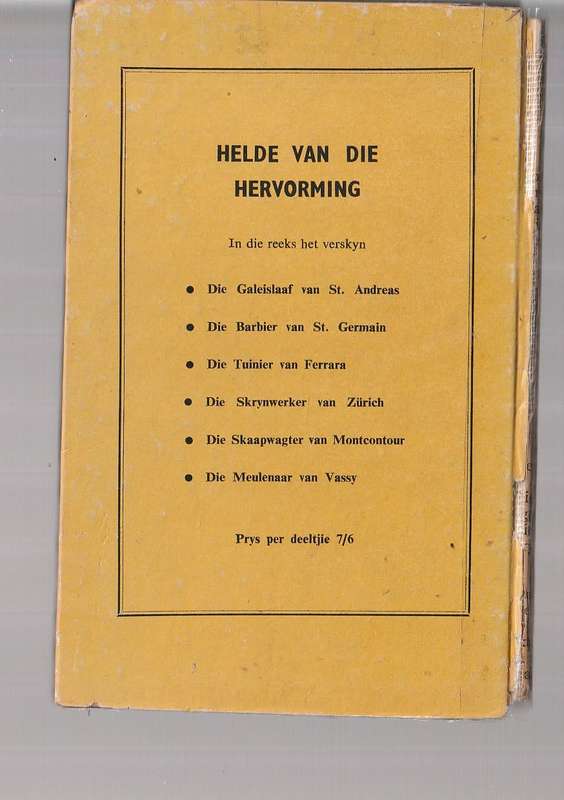 HELDE VAN DIE
HERVORMING
In die reeks het verskyn
● Die Galeislaaf van St. Andreas
● Die Barbier van St. Germain
● Die Tuinier van Ferrara
● Die Skrynwerker van Zürich
● Die Skaapwagter van Montcontour
● Die Meulenaar van Vassy
Prys per deeltjie 7/6